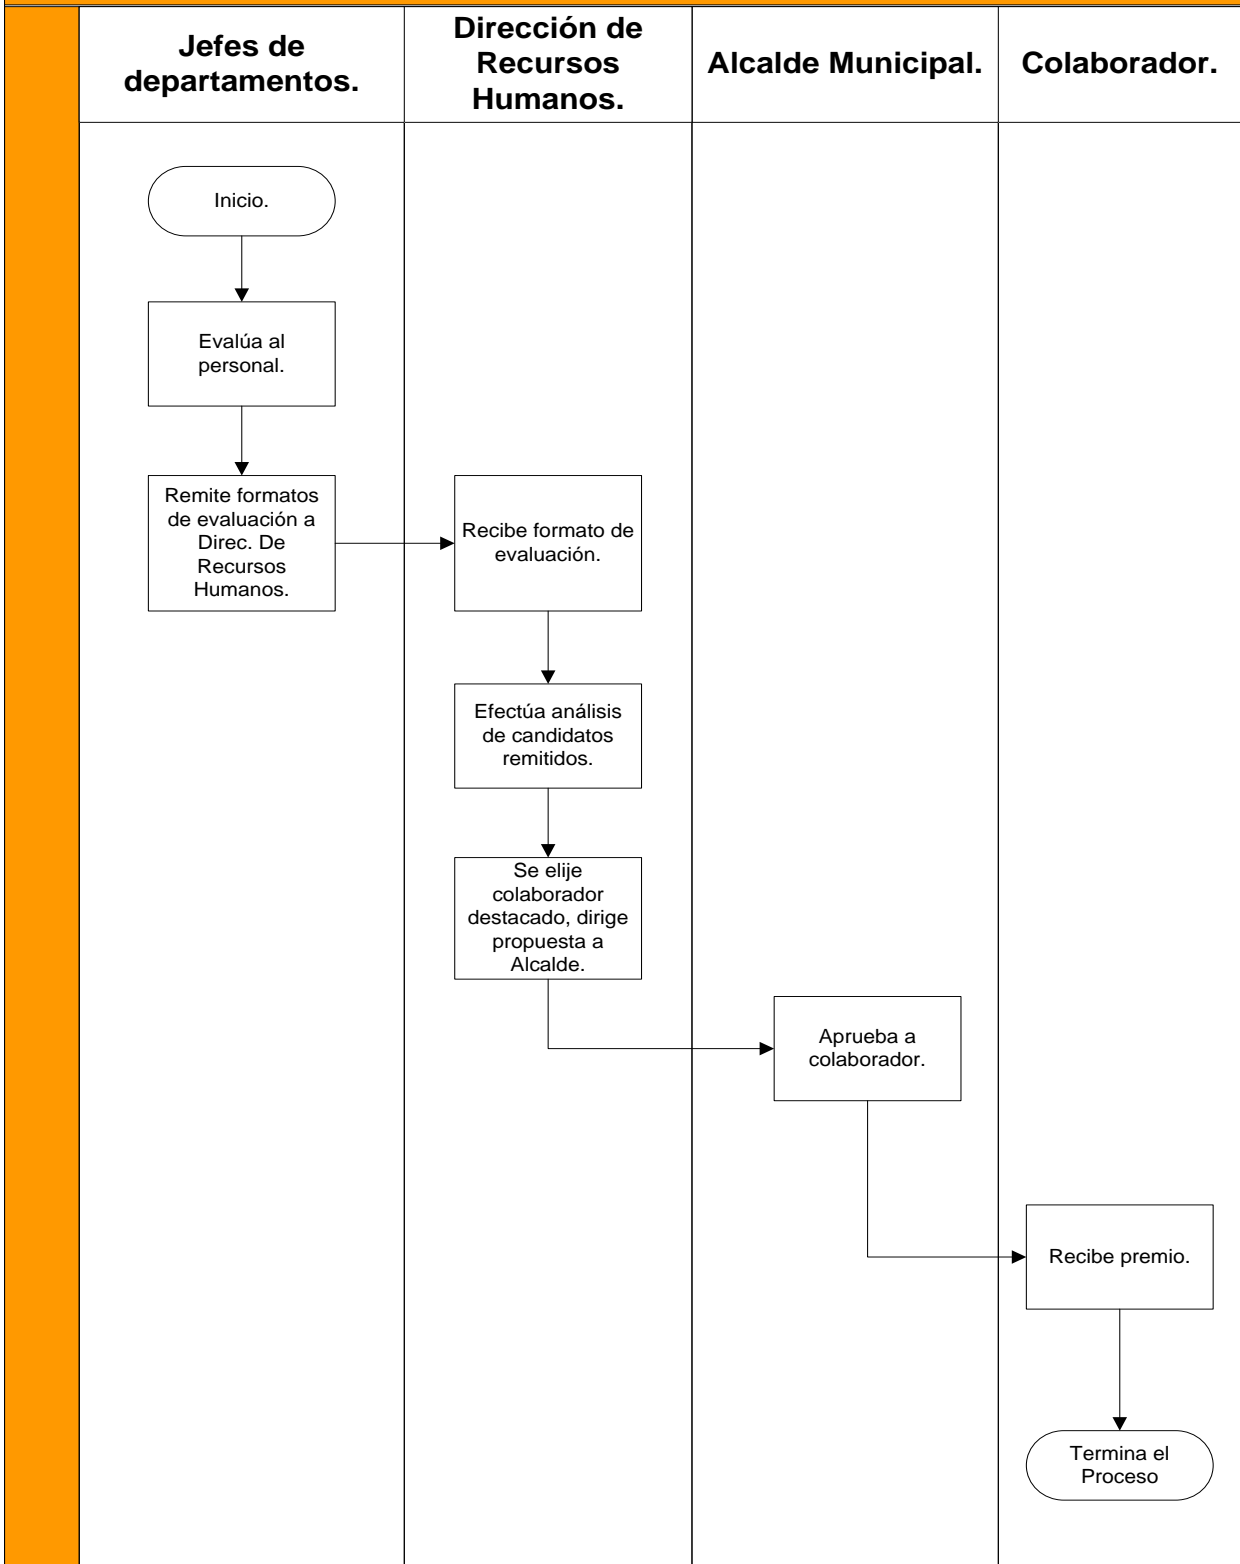 Jefes de
departamentos.
Dirección de
Recursos
Humanos.
Alcalde Municipal.
Colaborador.
Inicio.
Evalúa al
personal.
Remite formatos
de evaluación a
Direc. De
Recursos
Humanos.
Recibe formato de
evaluación.
Efectúa análisis
de candidatos
remitidos.
Se elije
colaborador
destacado, dirige
propuesta a
Alcalde.
Aprueba a
colaborador.
Recibe premio.
Termina el
Proceso